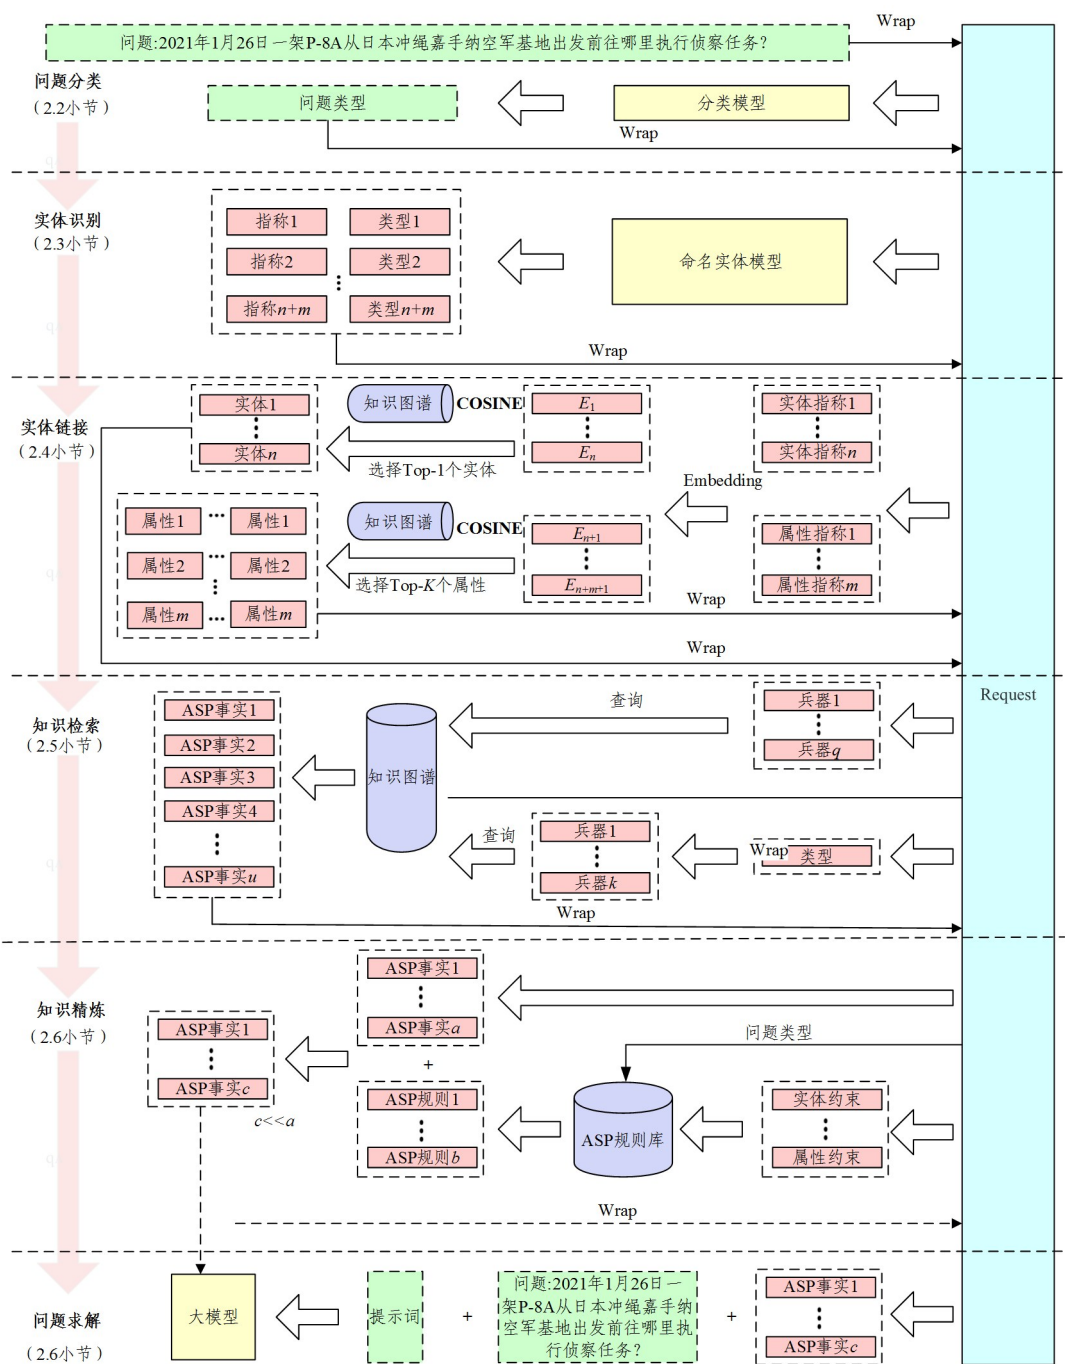 Wrap
问题:2021年1月26日一架P-8A从日本冲绳嘉手纳空军基地出发前往哪里执行侦察任务?
问题分类
(2.2小节)
问题类型
分类模型
Wrap
实体识别
(2.3小节)
指称1
类型1
指称2
类型2
指称n+m
类型n+m
命名实体模型
Wrap
实体链接
(2.4小节)
实体1
实体n
知识图谱
COSINE
选择Top-1个实体
E1
En
实体指称1
实体指称n
Embedding
属性1
属性1
属性2
属性2
属性m
属性m
知识图谱
COSINE
选择Top-K个属性
En+1
En+m+1
属性指称1
属性指称m
Wrap
Wrap
Request
知识检索
(2.5小节)
ASP事实1
ASP事实2
ASP事实3
ASP事实4
ASP事实u
知识图谱
查询
兵器1
兵器q
查询
兵器1
兵器k
Wrap
类型
Wrap
知识精炼
(2.6小节)
ASP事实1
ASP事实a
ASP事实1
ASP事实c
c<<a
+
问题类型
ASP规则1
ASP规则b
ASP规则库
实体约束
属性约束
Wrap
问题求解
(2.6小节)
大模型
提示词
+
问题:2021年1月26日一
架P-8A从日本冲绳嘉手纳
空军基地出发前往哪里执
行侦察任务?
+
ASP事实1
ASP事实c